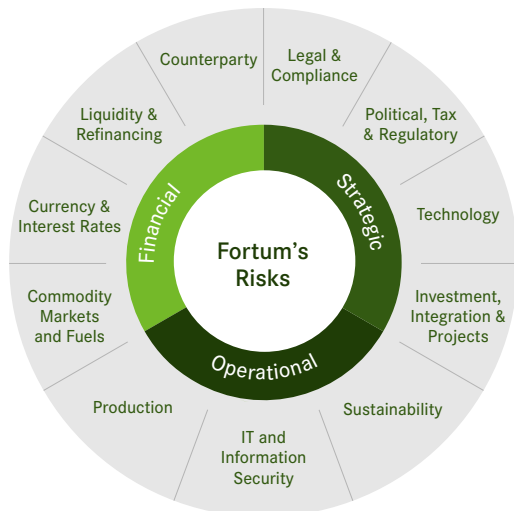 Counterparty
Legal &
Compliance
Liquidity &
Refinancing
Political, Tax
& Regulatory
Financial
Strategic
Currency &
Interest Rates
Technology
Fortum's
Risks
Commodity
Markets
and Fuels
Investment,
Integration &
Projects
Operational
Production
Sustainability
IT and
Information
Security